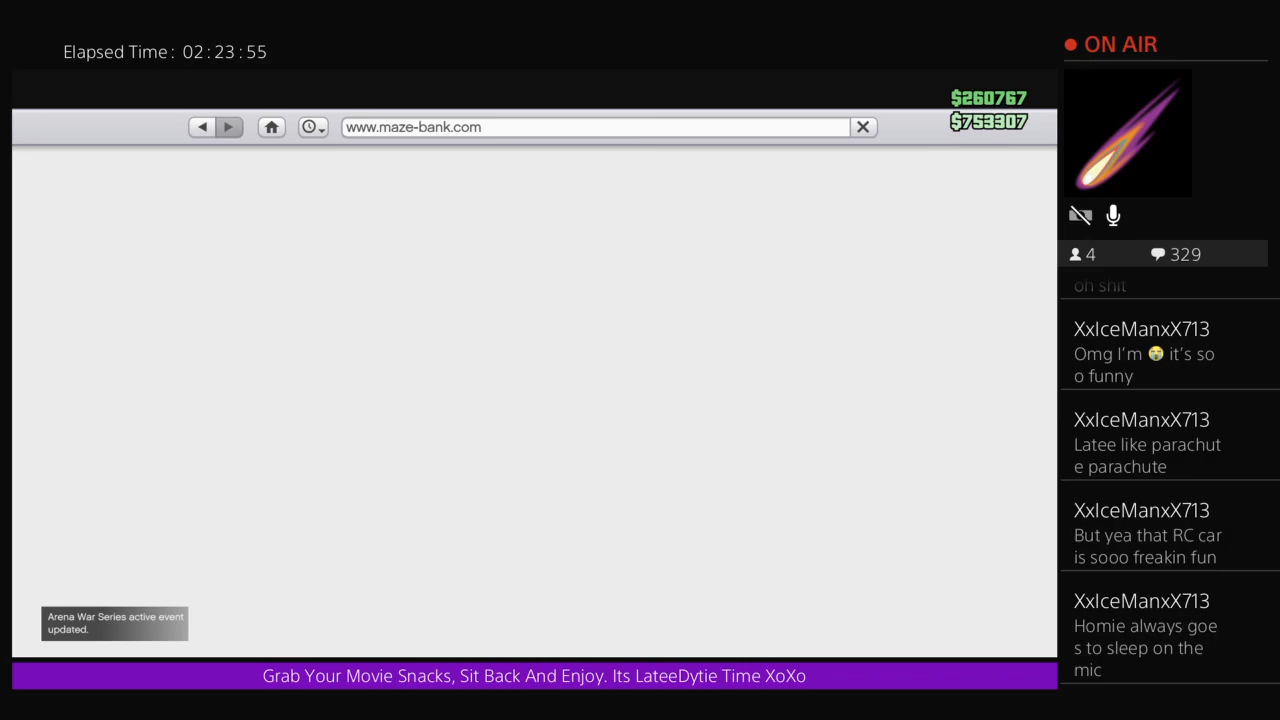 Elapsed Time: 02:23:55
ON AIR
$260767
$753307
www.maze-bank.com
4
329
oh shit
XxIceManxX713
Omg I'm 😭 it's so
o funny
XxIceManxX713
Latee like parachut
e parachute
XxIceManxX713
But yea that RC car
is sooo freakin fun
XxIceManxX713
Homie always goe
s to sleep on the
mic
Arena War Series active event
updated.
Grab Your Movie Snacks, Sit Back And Enjoy. Its LateeDytie Time XoXo